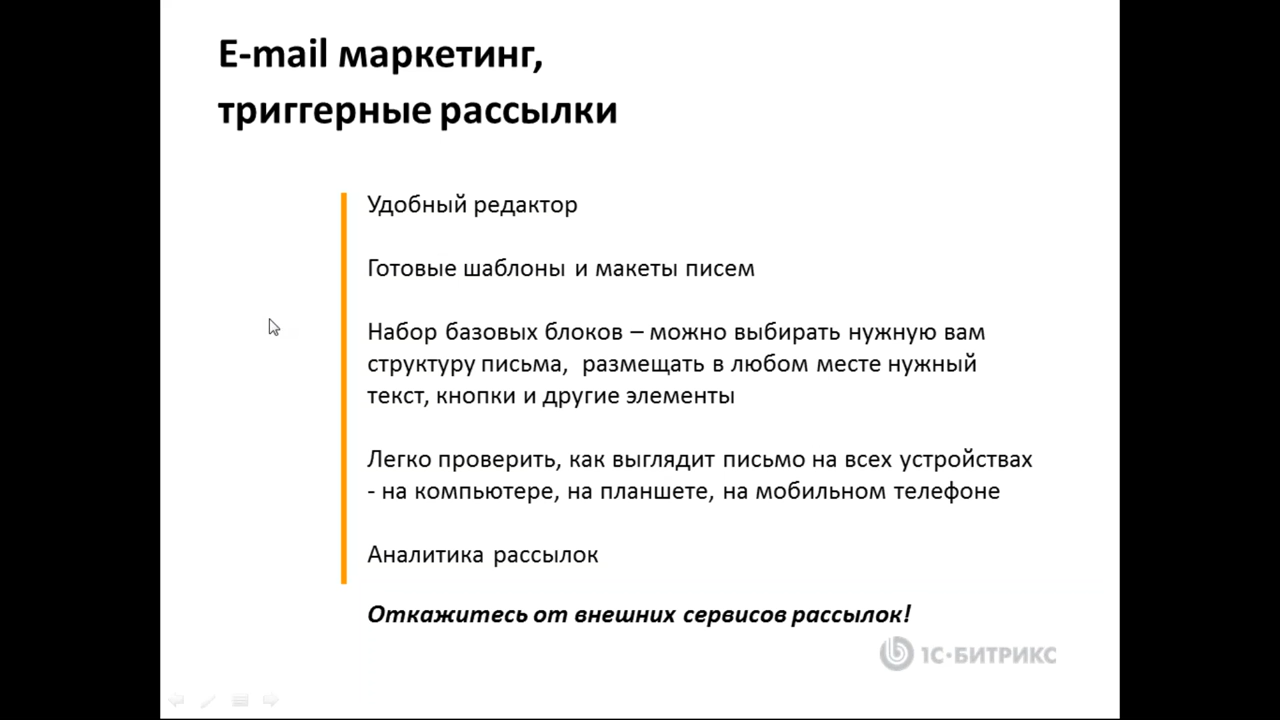 E-mail маркетинг,
триггерные рассылки
Удобный редактор
Готовые шаблоны и макеты писем
Набор базовых блоков – можно выбирать нужную вам
структуру письма, размещать в любом месте нужный
текст, кнопки и другие элементы
Легко проверить, как выглядит письмо на всех устройствах
- на компьютере, на планшете, на мобильном телефоне
Аналитика рассылок
Откажитесь от внешних сервисов рассылок!
1С·БИТРИКС